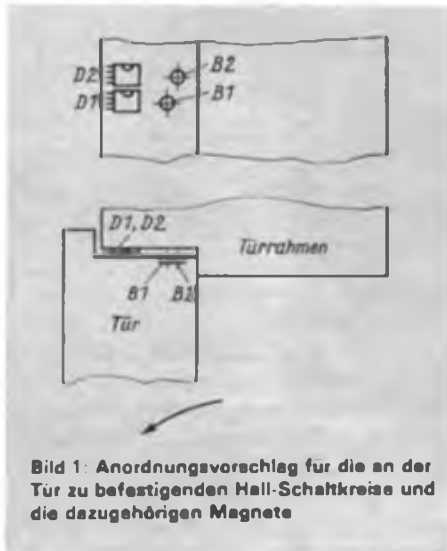 D2
B2
D1
B1
D1, D2
Türrahmen
B1
B2
Tür
Bild 1: Anordnungsvorschlag für die an der
Tür zu befestigenden Hall-Schaltkreise und
die dazugehörigen Magnete